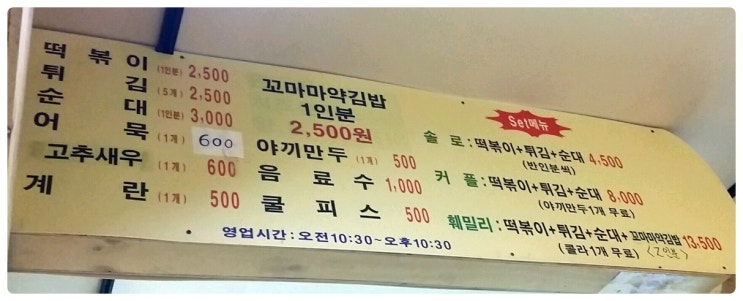 떡볶이 (1인분) 2,500
튀김 (5개) 2,500
순대 (1인분) 3,000
어묵 (1개) 600
고추새우 (1개) 600
계란 (1개) 500
꼬마마약김밥
1인분
2,500원
야끼만두 (1개) 500
음료수 1,000
쿨피스 500
Set메뉴
솔로 : 떡볶이+튀김+순대 4,500
(반인분씩)
커플 : 떡볶이+튀김+순대 8,000
(야끼만두1개 무료)
훼밀리 : 떡볶이+튀김+순대+꼬마마약김밥 13,500
(콜라1개 무료) <2인분>
영업시간 : 오전10:30~오후10:30